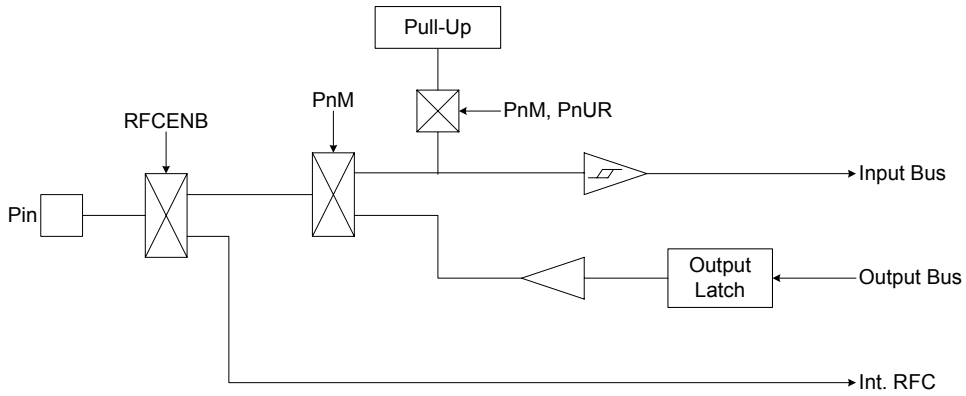 Pull-Up
PnM
PnM, PnUR
RFCENB
Input Bus
Pin
Output
Latch
Output Bus
Int. RFC